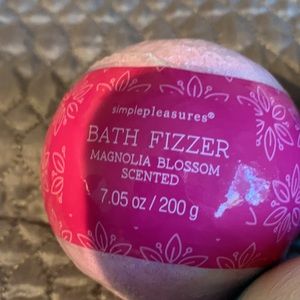 simplepleasures®
BATH FIZZER
MAGNOLIA BLOSSOM
SCENTED
7.05 oz / 200 g